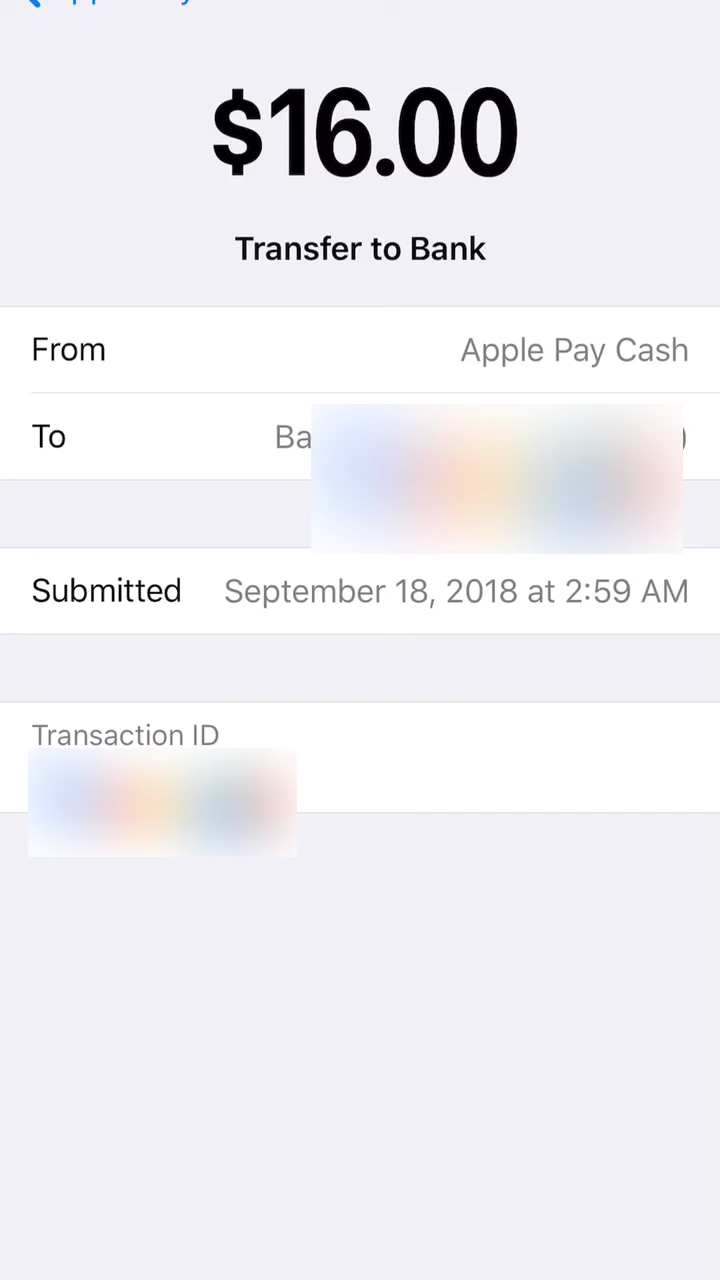 $16.00
Transfer to Bank
From Apple Pay Cash
To
Submitted September 18, 2018 at 2:59 AM
Transaction ID